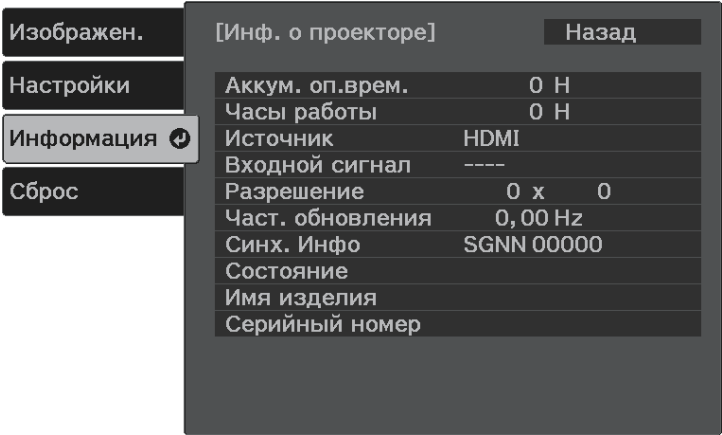 Изображен.
Настройки
Информация
Сброс
[Инф. о проекторе] Назад
Аккум. оп.врем. 0 H
Часы работы 0 H
Источник HDMI
Входной сигнал ----
Разрешение 0 x 0
Част. обновления 0,00 Hz
Синх. Инфо SGNN 00000
Состояние
Имя изделия
Серийный номер